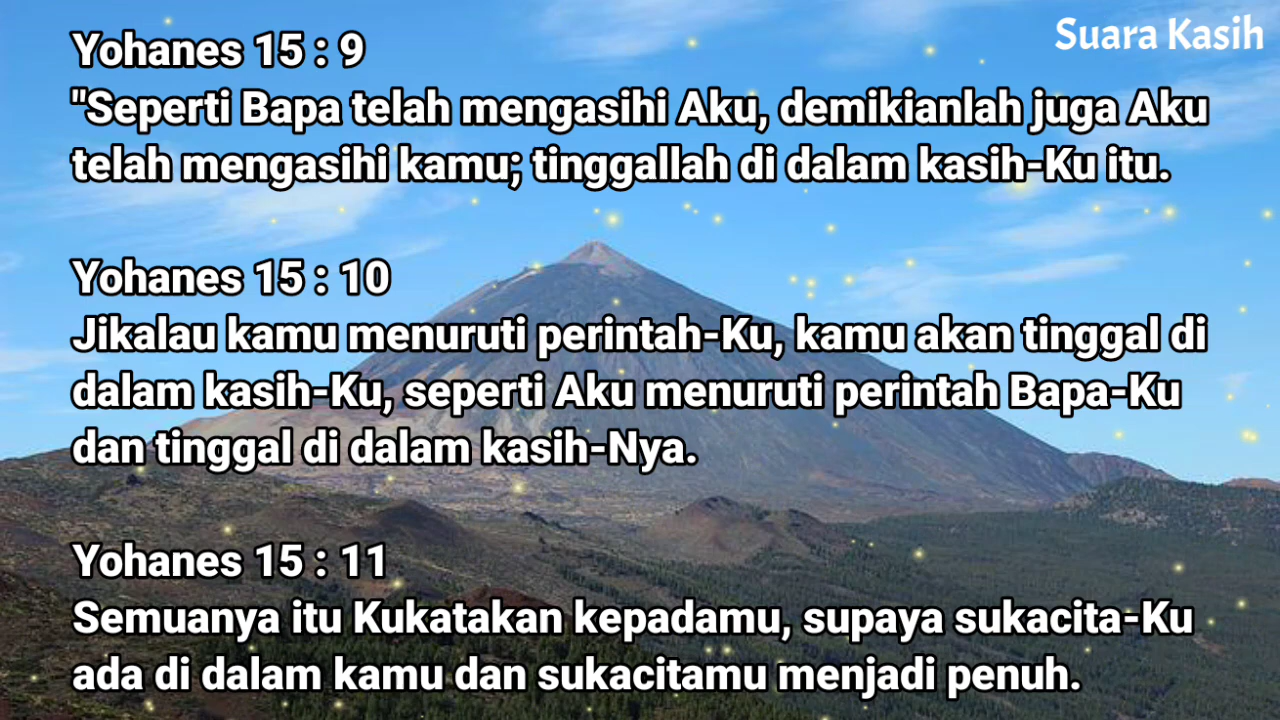 Suara Kasih
Yohanes 15 : 9
"Seperti Bapa telah mengasihi Aku, demikianlah juga Aku
telah mengasihi kamu; tinggallah di dalam kasih-Ku itu.
Yohanes 15 : 10
Jikalau kamu menuruti perintah-Ku, kamu akan tinggal di
dalam kasih-Ku, seperti Aku menuruti perintah Bapa-Ku
dan tinggal di dalam kasih-Nya.
Yohanes 15 : 11
Semuanya itu Kukatakan kepadamu, supaya sukacita-Ku
ada di dalam kamu dan sukacitamu menjadi penuh.